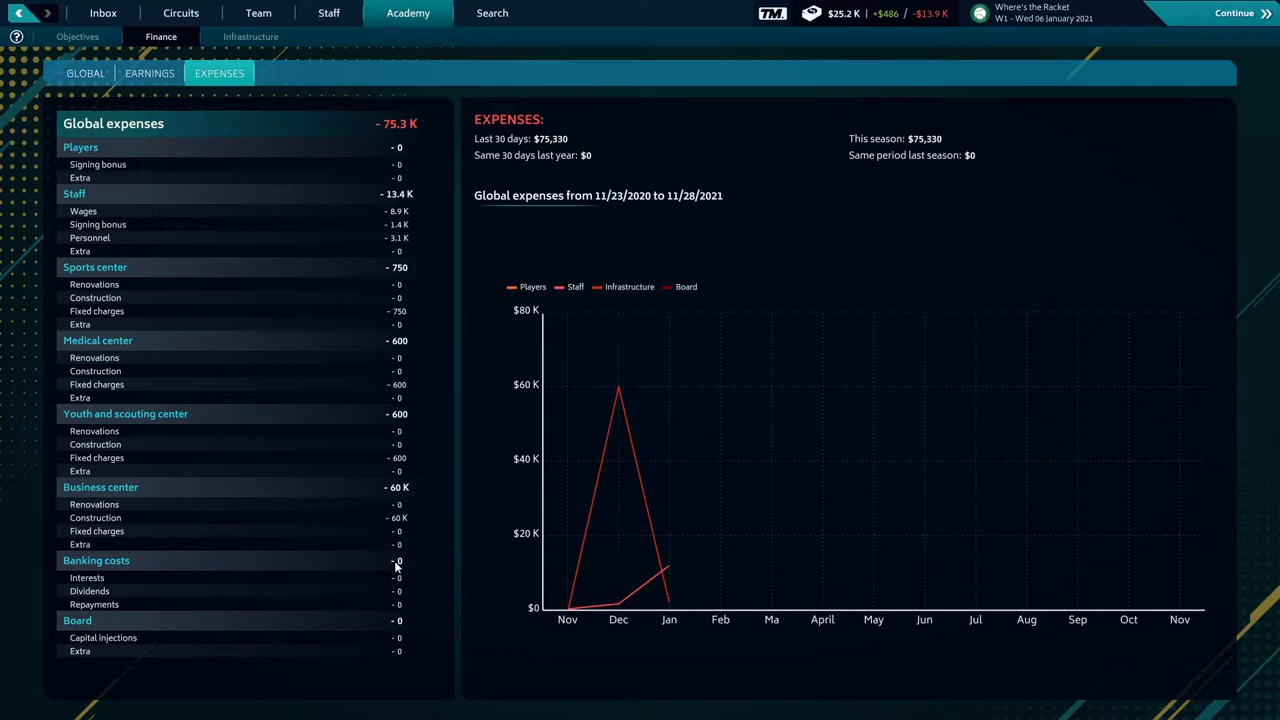 Inbox Circuits Team Staff Academy Search TM. $25.2 K +$486 / -$13.9 K Where's the Racket Continue
W1 - Wed 06 January 2021
? Objectives Finance Infrastructure
GLOBAL EARNINGS EXPENSES
Global expenses - 75.3 K
Players - 0
Signing bonus - 0
Extra - 0
Staff - 13.4 K
Wages - 8.9 K
Signing bonus - 1.4 K
Personnel - 3.1 K
Extra - 0
Sports center - 750
Renovations - 0
Construction - 0
Fixed charges - 750
Extra - 0
Medical center - 600
Renovations - 0
Construction - 0
Fixed charges - 600
Extra - 0
Youth and scouting center - 600
Renovations - 0
Construction - 0
Fixed charges - 600
Extra - 0
Business center - 60 K
Renovations - 0
Construction - 60 K
Fixed charges - 0
Extra - 0
Banking costs - 0
Interests - 0
Dividends - 0
Repayments - 0
Board - 0
Capital injections - 0
Extra - 0
EXPENSES:
Last 30 days: $75,330 This season: $75,330
Same 30 days last year: $0 Same period last season: $0
Global expenses from 11/23/2020 to 11/28/2021
Players Staff Infrastructure Board
$80 K
$60 K
$40 K
$20 K
$0
Nov Dec Jan Feb Ma April May Jun Jul Aug Sep Oct Nov